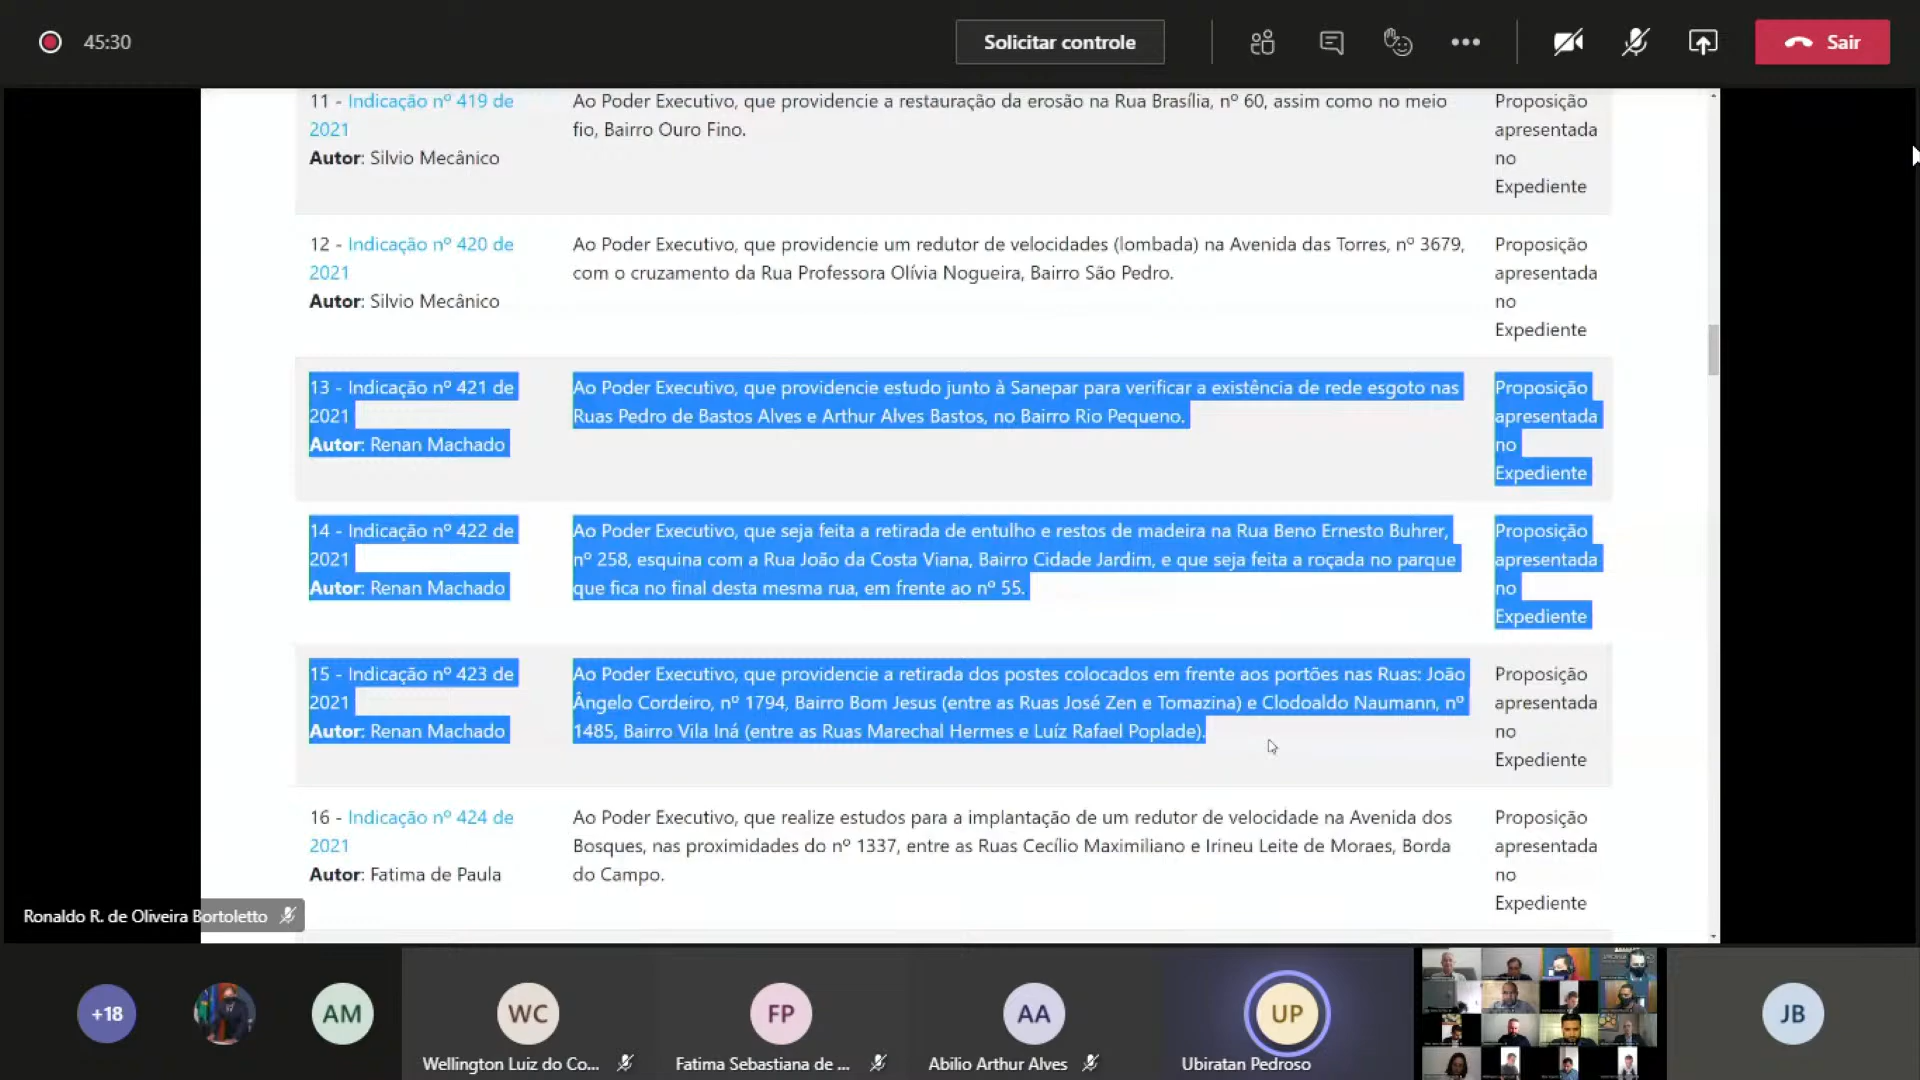 45:30
Solicitar controle
Sair
11 - Indicação nº 419 de
2021
Autor: Silvio Mecânico
Ao Poder Executivo, que providencie a restauração da erosão na Rua Brasília, nº 60, assim como no meio
fio, Bairro Ouro Fino.
Proposição
apresentada
no
Expediente
12 - Indicação nº 420 de
2021
Autor: Silvio Mecânico
Ao Poder Executivo, que providencie um redutor de velocidades (lombada) na Avenida das Torres, nº 3679,
com o cruzamento da Rua Professora Olívia Nogueira, Bairro São Pedro.
Proposição
apresentada
no
Expediente
13 - Indicação nº 421 de
2021
Autor: Renan Machado
Ao Poder Executivo, que providencie estudo junto à Sanepar para verificar a existência de rede esgoto nas
Ruas Pedro de Bastos Alves e Arthur Alves Bastos, no Bairro Rio Pequeno.
Proposição
apresentada
no
Expediente
14 - Indicação nº 422 de
2021
Autor: Renan Machado
Ao Poder Executivo, que seja feita a retirada de entulho e restos de madeira na Rua Beno Ernesto Buhrer,
nº 258, esquina com a Rua João da Costa Viana, Bairro Cidade Jardim, e que seja feita a roçada no parque
que fica no final desta mesma rua, em frente ao nº 55.
Proposição
apresentada
no
Expediente
15 - Indicação nº 423 de
2021
Autor: Renan Machado
Ao Poder Executivo, que providencie a retirada dos postes colocados em frente aos portões nas Ruas: João
Ângelo Cordeiro, nº 1794, Bairro Bom Jesus (entre as Ruas José Zen e Tomazina) e Clodoaldo Naumann, nº
1485, Bairro Vila Iná (entre as Ruas Marechal Hermes e Luíz Rafael Poplade).
Proposição
apresentada
no
Expediente
16 - Indicação nº 424 de
2021
Autor: Fatima de Paula
Ao Poder Executivo, que realize estudos para a implantação de um redutor de velocidade na Avenida dos
Bosques, nas proximidades do nº 1337, entre as Ruas Cecílio Maximiliano e Irineu Leite de Moraes, Borda
do Campo.
Proposição
apresentada
no
Expediente
Ronaldo R. de Oliveira Bortoletto
+18
AM
WC
FP
AA
UP
JB
Wellington Luiz do Co...
Fatima Sebastiana de ...
Abilio Arthur Alves
Ubiratan Pedroso